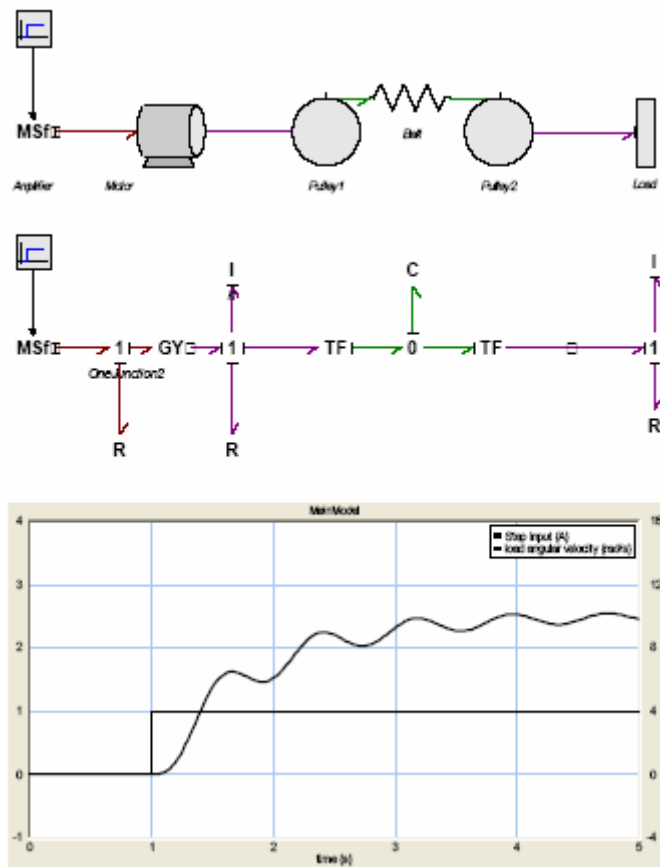 MSf
Amplifier Motor Pulley1 Belt Pulley2 Load
I C I
MSf 1 GY 1 TF 0 TF 1
OneJunction2
R R R
MainModel
Step Input (A)
load angular velocity (rad/s)
4 16
3 12
2 8
1 4
0 0
-1 -4
0 1 2 3 4 5
time (s)